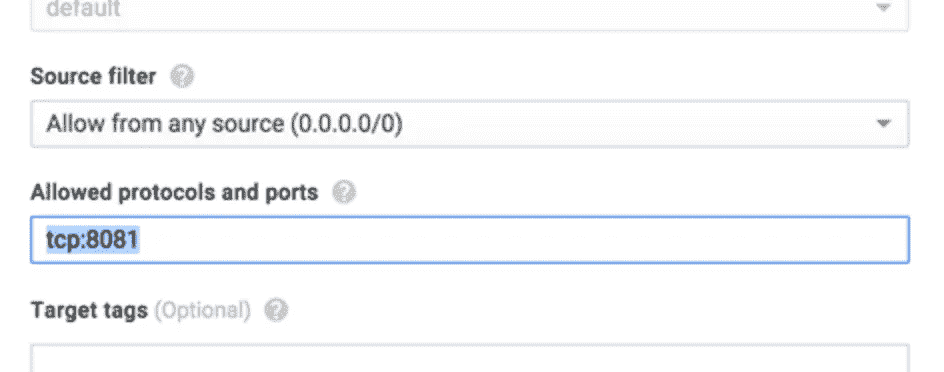 default
Source filter
Allow from any source (0.0.0.0/0)
Allowed protocols and ports
tcp:8081
Target tags (Optional)